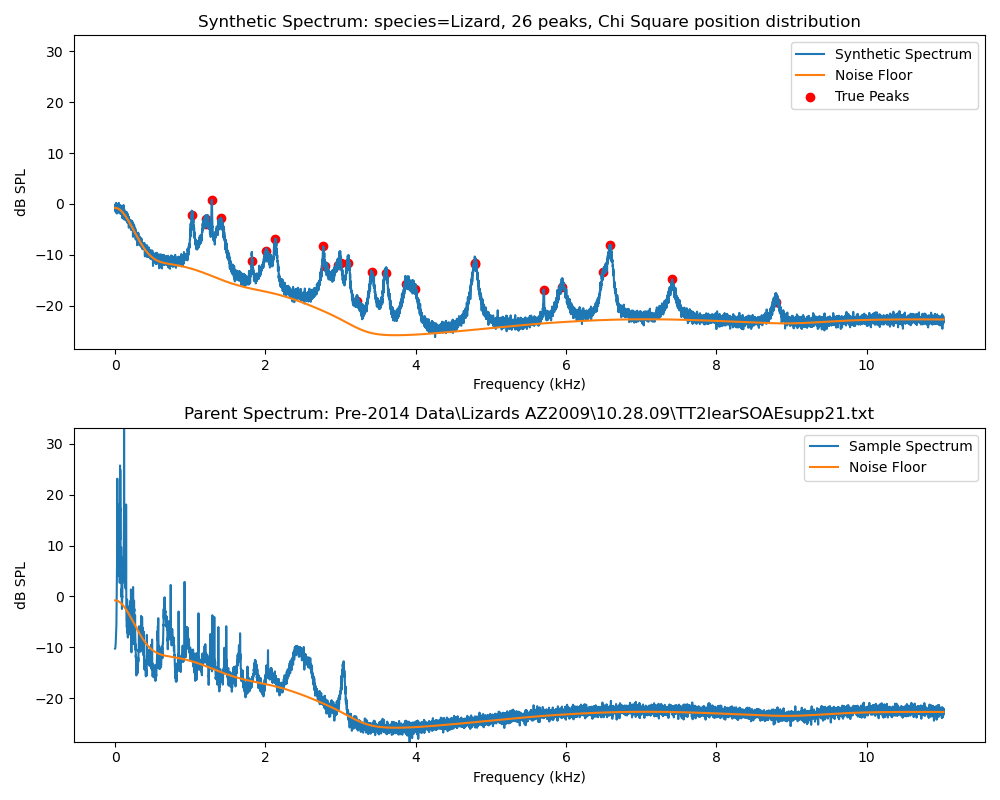 Synthetic Spectrum: species=Lizard, 26 peaks, Chi Square position distribution
30
20
10
0
−10
−20
dB SPL
Synthetic Spectrum
Noise Floor
True Peaks
0 2 4 6 8 10
Frequency (kHz)
Parent Spectrum: Pre-2014 Data\Lizards AZ2009\10.28.09\TT2learSOAEsupp21.txt
30
20
10
0
−10
−20
dB SPL
Sample Spectrum
Noise Floor
0 2 4 6 8 10
Frequency (kHz)